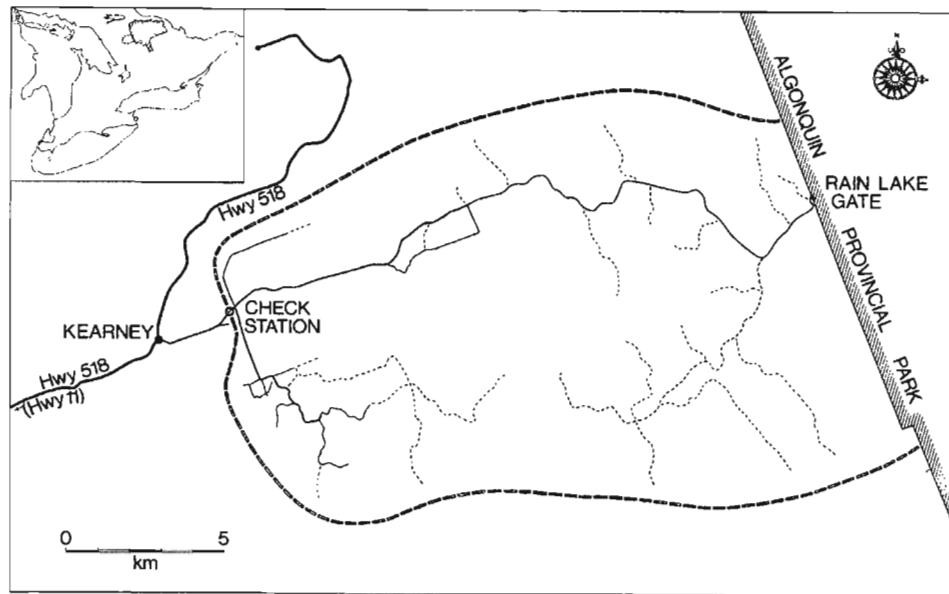 Hwy 518
ALGONQUIN
PROVINCIAL
PARK
RAIN LAKE
GATE
CHECK
STATION
KEARNEY
Hwy 518
(Hwy 11)
0 5
km